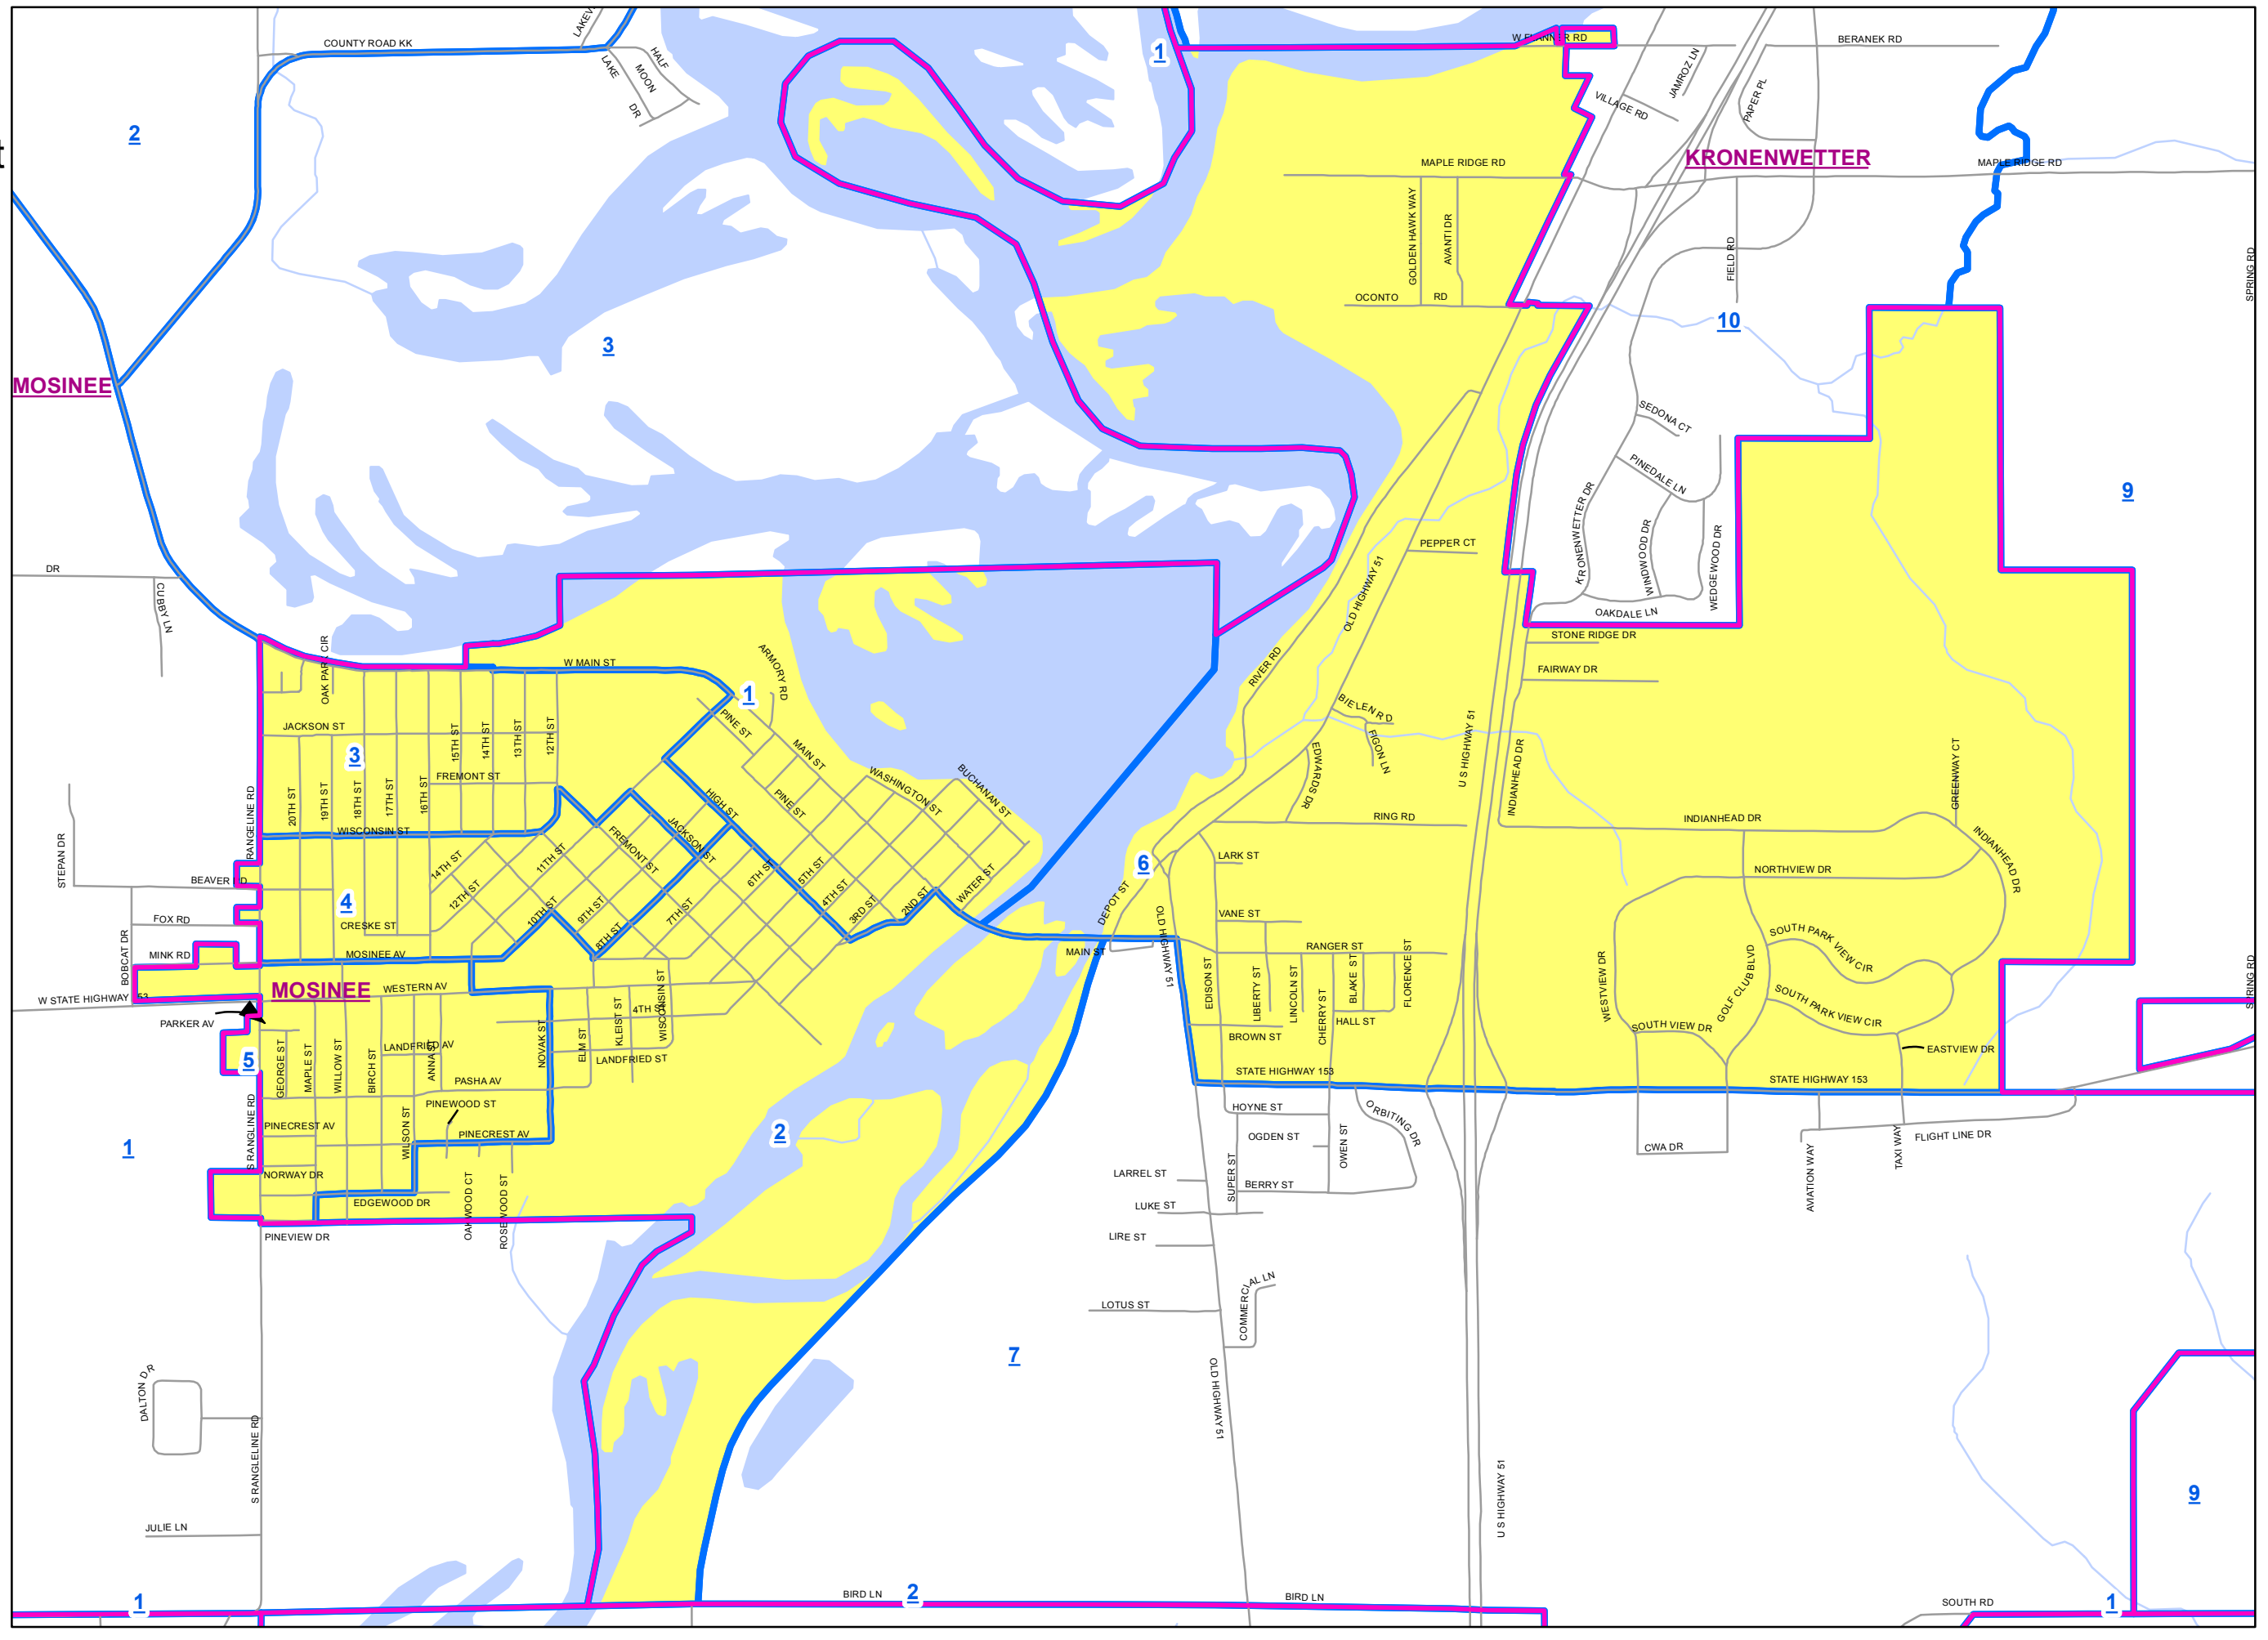 COUNTY ROAD KK
LAKE
HALF
MOON
DR
1
W FLANNER RD
BERANEK RD
JAMROZ LN
VILLAGE RD
PAPER PL
2
KRONENWETTER
MAPLE RIDGE RD
MAPLE RIDGE RD
GOLDEN HAWK WAY
AVANTI DR
FIELD RD
SPRING RD
OCONTO
RD
10
3
MOSINEE
SEDONA CT
PINEDALE LN
9
KRONENWETTER DR
WINDWOOD DR
WEDGEWOOD DR
PEPPER CT
OLD HIGHWAY 51
DR
CUBBY LN
OAKDALE LN
STONE RIDGE DR
FAIRWAY DR
OAK PARK CIR
W MAIN ST
ARMORY RD
RIVER RD
1
BIELEN RD
FIGON LN
EDWARDS DR
U S HIGHWAY 51
INDIANHEAD DR
GREENWAY CT
JACKSON ST
3
15TH ST
14TH ST
13TH ST
12TH ST
PINE ST
MAIN ST
FREMONT ST
20TH ST
19TH ST
18TH ST
17TH ST
16TH ST
RANGELINE RD
WASHINGTON ST
BUCHANAN ST
PINE ST
HIGH ST
JACKSON ST
FREMONT ST
WISCONSIN ST
RING RD
INDIANHEAD DR
INDIANHEAD DR
STEPAN DR
BEAVER RD
14TH ST
12TH ST
11TH ST
10TH ST
9TH ST
8TH ST
7TH ST
6TH ST
5TH ST
4TH ST
3RD ST
2ND ST
WATER ST
6
LARK ST
NORTHVIEW DR
4
FOX RD
CRESKE ST
DEPOT ST
OLD HIGHWAY 51
VANE ST
MINK RD
BOBCAT DR
MOSINEE AV
MAIN ST
RANGER ST
SOUTH PARK VIEW CIR
GOLF CLUB BLVD
WESTVIEW DR
EDISON ST
LIBERTY ST
LINCOLN ST
CHERRY ST
BLAKE ST
FLORENCE ST
MOSINEE
WESTERN AV
W STATE HIGHWAY 153
PARKER AV
4TH ST
KLEIST ST
WISCONSIN ST
ELM ST
NOVAK ST
HALL ST
BROWN ST
SOUTH PARK VIEW CIR
SOUTH VIEW DR
SPRING RD
5
GEORGE ST
MAPLE ST
WILLOW ST
BIRCH ST
LANDFRIED AV
ANNA ST
LANDFRIED ST
EASTVIEW DR
PASHA AV
STATE HIGHWAY 153
STATE HIGHWAY 153
PINEWOOD ST
HOYNE ST
ORBITING DR
S RANGLINE RD
PINECREST AV
WILSON ST
PINECREST AV
2
OGDEN ST
OWEN ST
CWA DR
FLIGHT LINE DR
TAXI WAY
AVIATION WAY
1
NORWAY DR
LARREL ST
SUPER ST
BERRY ST
EDGEWOOD DR
OAKWOOD CT
ROSEWOOD ST
LUKE ST
PINEVIEW DR
LIRE ST
COMMERCIAL LN
LOTUS ST
7
DALTON DR
OLD HIGHWAY 51
S RANGLELINE RD
U S HIGHWAY 51
9
JULIE LN
1
BIRD LN
2
BIRD LN
SOUTH RD
1